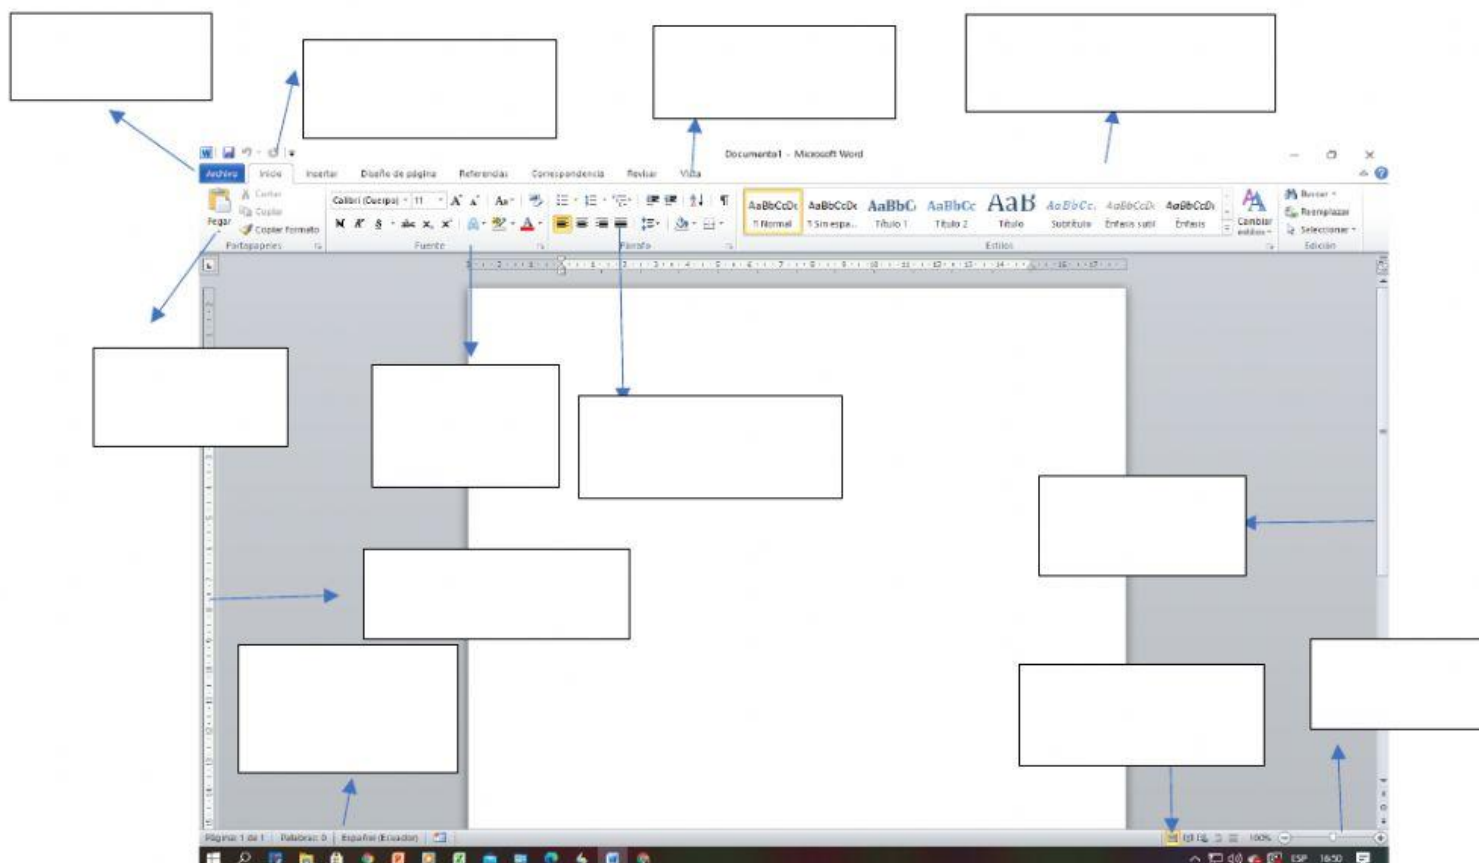 Documento1 - Microsoft Word
Archivo Inicio Insertar Diseño de página Referencias Correspondencia Revisar Vista
Pegar
Cortar
Copiar
Copiar formato
Portapapeles
Calibri (Cuerpo) 11
N K S abc x, x
Fuente
Párrafo
AaBbCcDc AaBbCcDc AaBbC AaBbCc AaB AaBbCc. AaBbCcDc AaBbCcDc
¶ Normal ¶ Sin espa... Título 1 Título 2 Título Subtítulo Énfasis sutil Énfasis
Cambiar estilos
Estilos
Buscar
Reemplazar
Seleccionar
Edición
Página: 1 de 1 Palabras: 0 Español (Ecuador) 100%
ESP 16:50